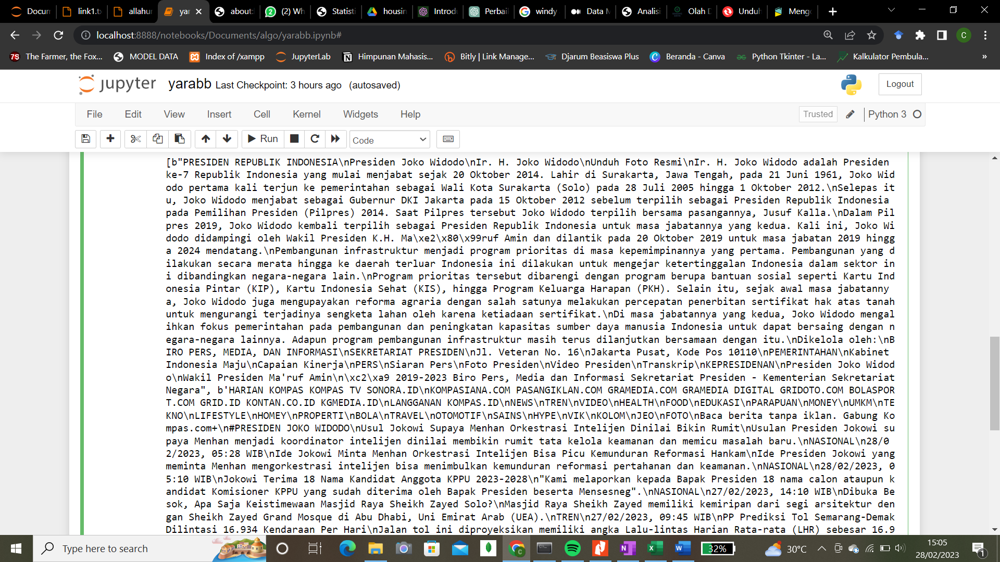 Docum
link1.t
allahu
yar
about:
(2) Wh
Statist
housin
Introdu
Perbail
windy
Data M
Analisi
Olah D
Unduh
Mengo
localhost:8888/notebooks/Documents/algo/yarabb.ipynb#
C
The Farmer, the Fox...
MODEL DATA
Index of /xampp
JupyterLab
Himpunan Mahasis...
Bitly | Link Manage...
Djarum Beasiswa Plus
Beranda - Canva
Python Tkinter - La...
Kalkulator Pembula...
»
jupyter yarabb Last Checkpoint: 3 hours ago (autosaved)
Logout
File Edit View Insert Cell Kernel Widgets Help
Trusted
Python 3
Run
Code
[b"PRESIDEN REPUBLIK INDONESIA\nPresiden Joko Widodo\nIr. H. Joko Widodo\nUnduh Foto Resmi\nIr. H. Joko Widodo adalah Presiden
ke-7 Republik Indonesia yang mulai menjabat sejak 20 Oktober 2014. Lahir di Surakarta, Jawa Tengah, pada 21 Juni 1961, Joko Wid
odo pertama kali terjun ke pemerintahan sebagai Wali Kota Surakarta (Solo) pada 28 Juli 2005 hingga 1 Oktober 2012.\nSelepas it
u, Joko Widodo menjabat sebagai Gubernur DKI Jakarta pada 15 Oktober 2012 sebelum terpilih sebagai Presiden Republik Indonesia
pada Pemilihan Presiden (Pilpres) 2014. Saat Pilpres tersebut Joko Widodo terpilih bersama pasangannya, Jusuf Kalla.\nDalam Pil
pres 2019, Joko Widodo kembali terpilih sebagai Presiden Republik Indonesia untuk masa jabatannya yang kedua. Kali ini, Joko Wi
dodo didampingi oleh Wakil Presiden K.H. Ma\xe2\x80\x99ruf Amin dan dilantik pada 20 Oktober 2019 untuk masa jabatan 2019 hingg
a 2024 mendatang.\nPembangunan infrastruktur menjadi program prioritas di masa kepemimpinannya yang pertama. Pembangunan yang d
ilakukan secara merata hingga ke daerah terluar Indonesia ini dilakukan untuk mengejar ketertinggalan Indonesia dalam sektor in
i dibandingkan negara-negara lain.\nProgram prioritas tersebut dibarengi dengan program berupa bantuan sosial seperti Kartu Ind
onesia Pintar (KIP), Kartu Indonesia Sehat (KIS), hingga Program Keluarga Harapan (PKH). Selain itu, sejak awal masa jabatanny
a, Joko Widodo juga mengupayakan reforma agraria dengan salah satunya melakukan percepatan penerbitan sertifikat hak atas tanah
untuk mengurangi terjadinya sengketa lahan oleh karena ketiadaan sertifikat.\nDi masa jabatannya yang kedua, Joko Widodo mengal
ihkan fokus pemerintahan pada pembangunan dan peningkatan kapasitas sumber daya manusia Indonesia untuk dapat bersaing dengan n
egara-negara lainnya. Adapun program pembangunan infrastruktur masih terus dilanjutkan bersamaan dengan itu.\nDikelola oleh:\nB
IRO PERS, MEDIA, DAN INFORMASI\nSEKRETARIAT PRESIDEN\nJl. Veteran No. 16\nJakarta Pusat, Kode Pos 10110\nPEMERINTAHAN\nKabinet
Indonesia Maju\nCapaian Kinerja\nPERS\nSiaran Pers\nFoto Presiden\nVideo Presiden\nTranskrip\nKEPRESIDENAN\nPresiden Joko Widod
o\nWakil Presiden Ma'ruf Amin\n\xc2\xa9 2019-2023 Biro Pers, Media dan Informasi Sekretariat Presiden - Kementerian Sekretariat
Negara", b'HARIAN KOMPAS KOMPAS TV SONORA.ID\nKOMPASIANA.COM PASANGIKLAN.COM GRAMEDIA.COM GRAMEDIA DIGITAL GRIDOTO.COM BOLASPOR
T.COM GRID.ID KONTAN.CO.ID KGMEDIA.ID\nLANGGANAN KOMPAS.ID\nNEWS\nTREN\nVIDEO\nHEALTH\nFOOD\nEDUKASI\nPARAPUAN\nMONEY\nUMKM\nTE
KNO\nLIFESTYLE\nHOMEY\nPROPERTI\nBOLA\nTRAVEL\nOTOMOTIF\nSAINS\nHYPE\nVIK\nKOLOM\nJEO\nFOTO\nBaca berita tanpa iklan. Gabung Ko
mpas.com+\n#PRESIDEN JOKO WIDODO\nUsul Jokowi Supaya Menhan Orkestrasi Intelijen Dinilai Bikin Rumit\nUsulan Presiden Jokowi su
paya Menhan menjadi koordinator intelijen dinilai membikin rumit tata kelola keamanan dan memicu masalah baru.\nNASIONAL\n28/0
2/2023, 05:28 WIB\nIde Jokowi Minta Menhan Orkestrasi Intelijen Bisa Picu Kemunduran Reformasi Hankam\nIde Presiden Jokowi yang
meminta Menhan mengorkestrasi intelijen bisa menimbulkan kemunduran reformasi pertahanan dan keamanan.\nNASIONAL\n28/02/2023, 0
5:10 WIB\nJokowi Terima 18 Nama Kandidat Anggota KPPU 2023-2028\n"Kami melaporkan kepada Bapak Presiden 18 nama calon ataupun k
andidat Komisioner KPPU yang sudah diterima oleh Bapak Presiden beserta Mensesneg".\nNASIONAL\n27/02/2023, 14:10 WIB\nDibuka Be
sok, Apa Saja Keistimewaan Masjid Raya Sheikh Zayed Solo?\nMasjid Raya Sheikh Zayed memiliki kemiripan dari segi arsitektur den
gan Sheikh Zayed Grand Mosque di Abu Dhabi, Uni Emirat Arab (UEA).\nTREN\n27/02/2023, 09:45 WIB\nPP Prediksi Tol Semarang-Demak
Dilintasi 16.934 Kendaraan Per Hari\nJalan tol ini diproyeksikan memiliki angka Lalu-lintas Harian Rata-rata (LHR) sebesar 16.9
Type here to search
32%
30°C
15:05
28/02/2023
1